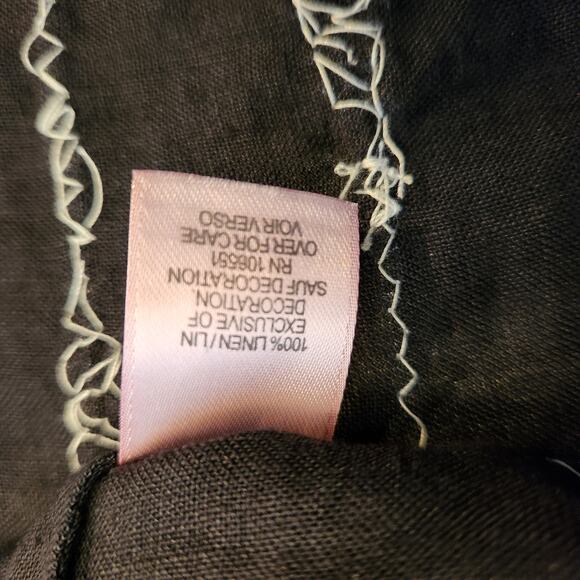 100% LINEN / LIN
EXCLUSIVE OF
DECORATION.
SAUF DECORATION
RN 106551
OVER FOR CARE
VOIR VERSO